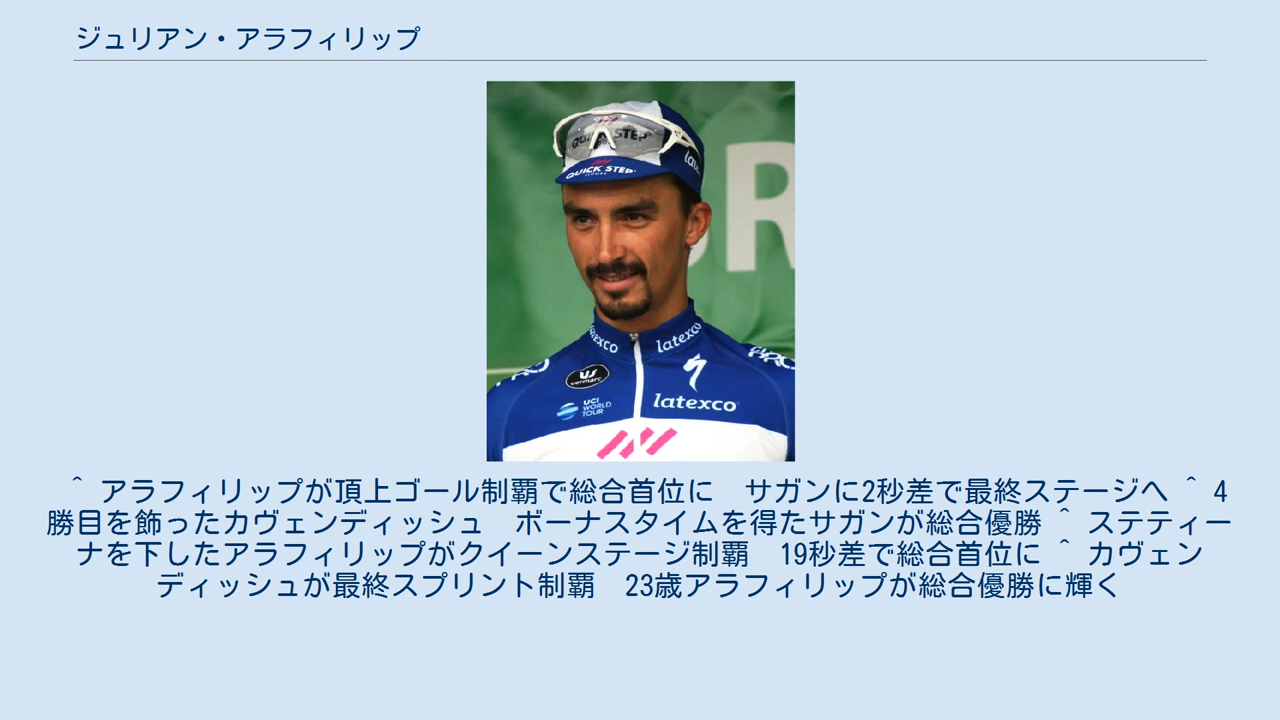 ジュリアン・アラフィリップ
QUICK STEP
QUICK STEP
FLOORS
latexco
latexco
vermarc
UCI
WORLD
TOUR
latexco
^ アラフィリップが頂上ゴール制覇で総合首位に　サガンに2秒差で最終ステージへ ^ 4
勝目を飾ったカヴェンディッシュ　ボーナスタイムを得たサガンが総合優勝 ^ ステティー
ナを下したアラフィリップがクイーンステージ制覇　19秒差で総合首位に ^ カヴェン
ディッシュが最終スプリント制覇　23歳アラフィリップが総合優勝に輝く